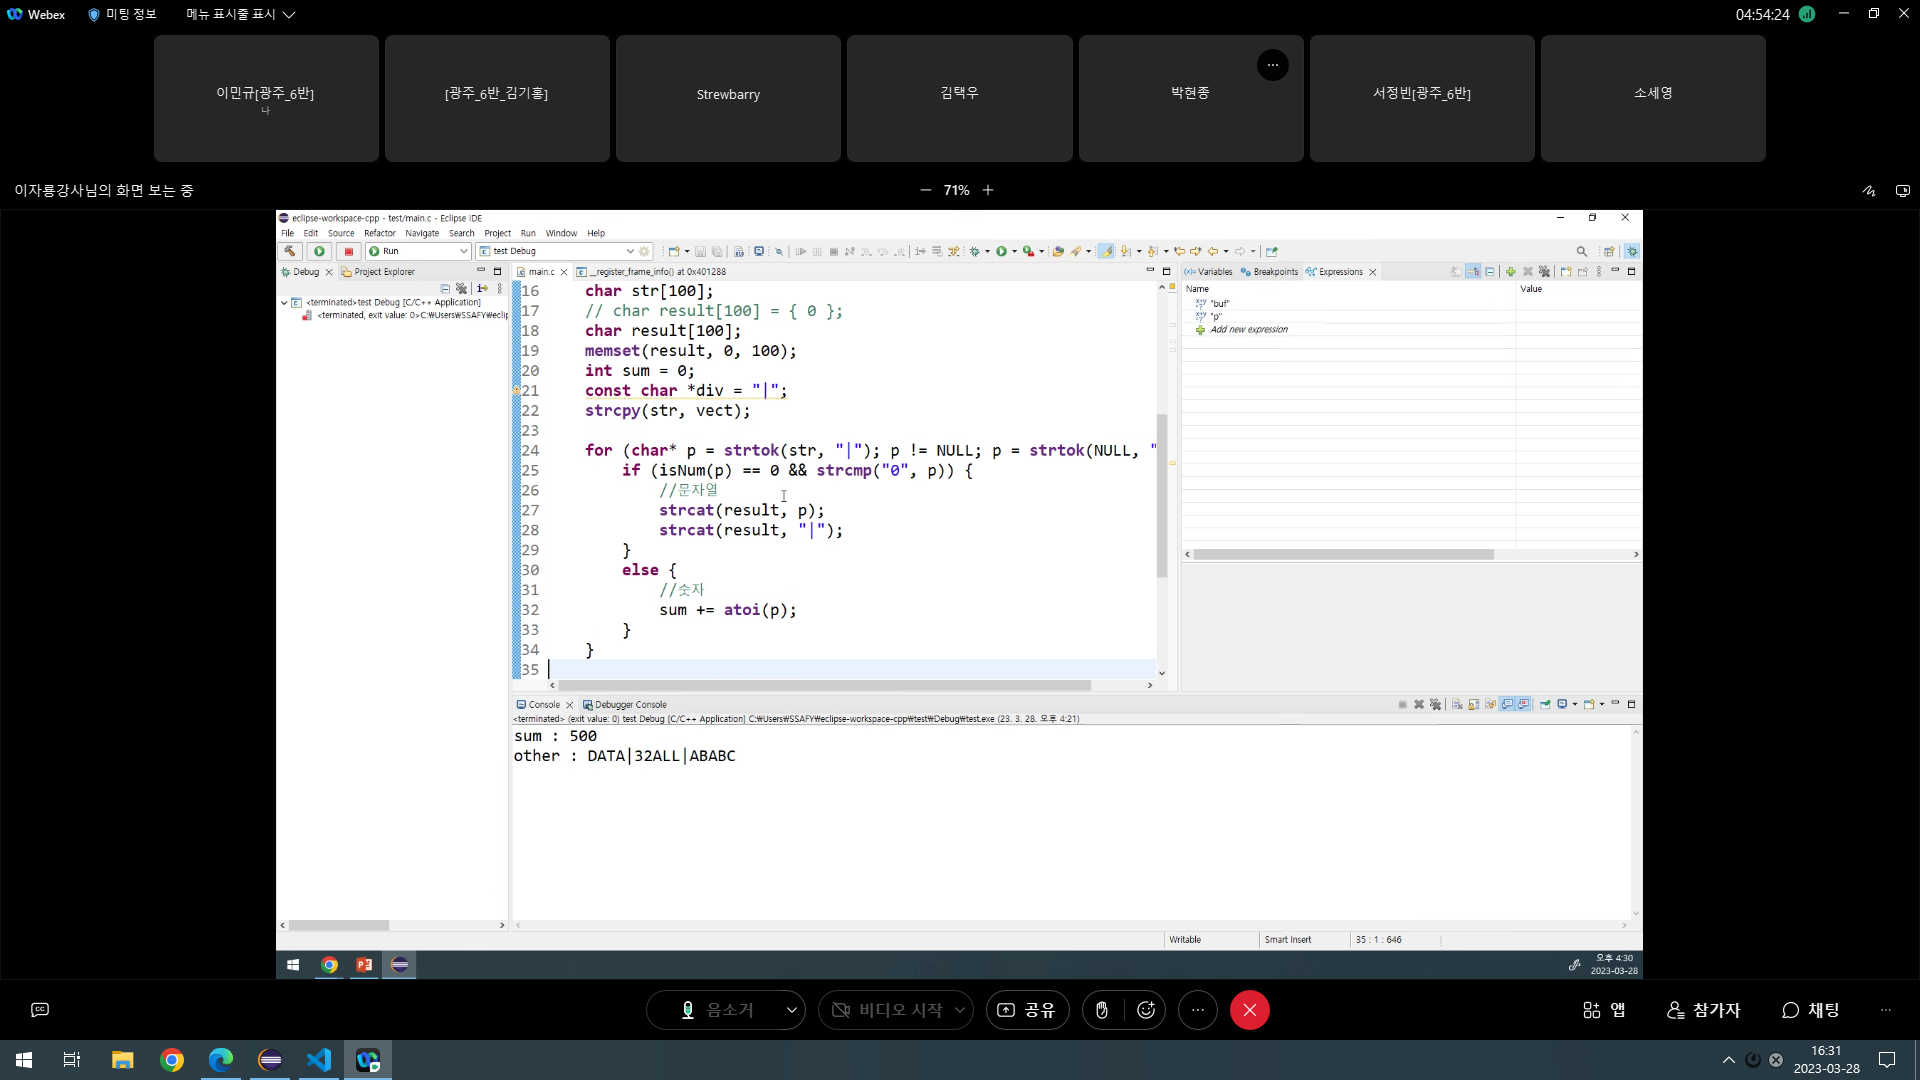 Webex 미팅 정보 메뉴 표시줄 표시 04:54:24
이민규[광주_6반]
나
[광주_6반_김기홍]
Strewbarry
김택우
박현종
서정빈[광주_6반]
소세영
이자룡강사님의 화면 보는 중
71%
eclipse-workspace-cpp - test/main.c - Eclipse IDE
File Edit Source Refactor Navigate Search Project Run Window Help
Run
test Debug
Debug Project Explorer
<terminated>test Debug [C/C++ Application]
<terminated, exit value: 0>C:₩Users₩SSAFY₩eclip
main.c __register_frame_info() at 0x401288
16 char str[100];
17 // char result[100] = { 0 };
18 char result[100];
19 memset(result, 0, 100);
20 int sum = 0;
21 const char *div = "|";
22 strcpy(str, vect);
23
24 for (char* p = strtok(str, "|"); p != NULL; p = strtok(NULL, "
25 if (isNum(p) == 0 && strcmp("0", p)) {
26 //문자열
27 strcat(result, p);
28 strcat(result, "|");
29 }
30 else {
31 //숫자
32 sum += atoi(p);
33 }
34 }
35
Variables Breakpoints Expressions
Name Value
"buf"
"p"
Add new expression
Console Debugger Console
<terminated> (exit value: 0) test Debug [C/C++ Application] C:₩Users₩SSAFY₩eclipse-workspace-cpp₩test₩Debug₩test.exe (23. 3. 28. 오후 4:21)
sum : 500
other : DATA|32ALL|ABABC
Writable Smart Insert 35 : 1 : 646
오후 4:30
2023-03-28
음소거 비디오 시작 공유 앱 참가자 채팅
16:31
2023-03-28